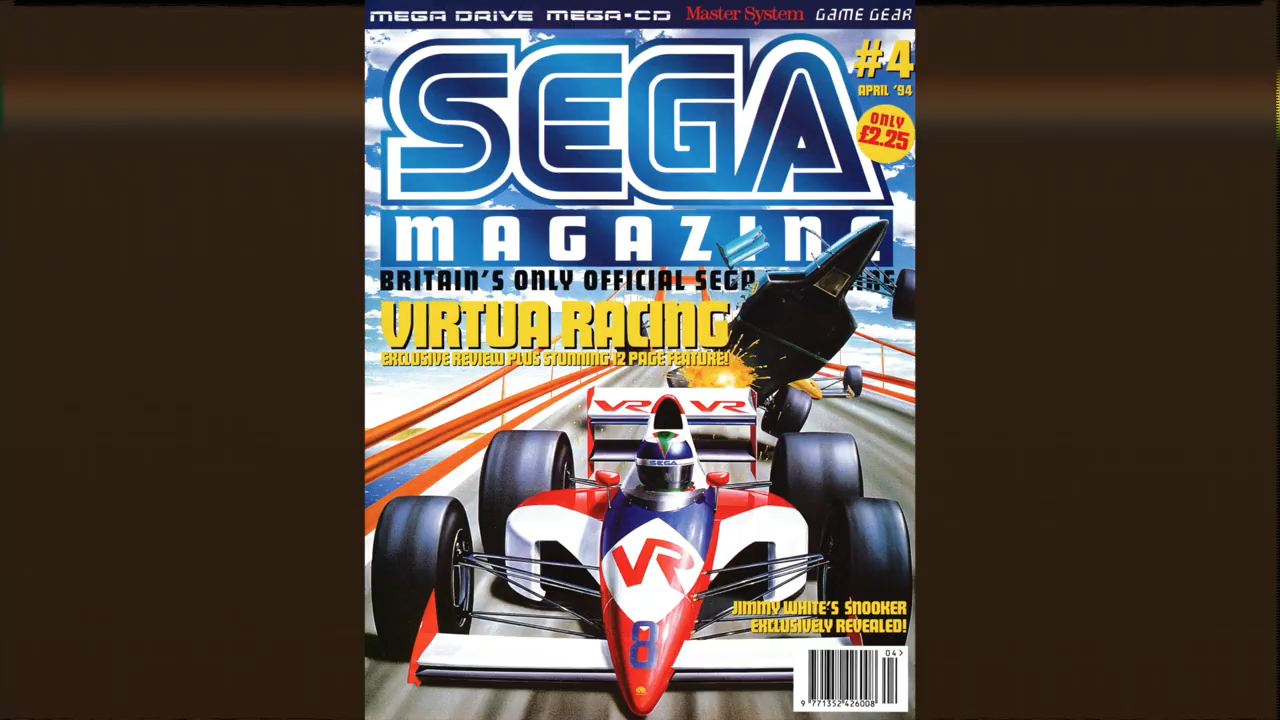 MEGA DRIVE MEGA-CD Master System GAME GEAR
SEGA
#4
APRIL '94
ONLY
£2.25
MAGAZINE
BRITAIN'S ONLY OFFICIAL SEGA
VIRTUA RACING
EXCLUSIVE REVIEW PLUS STUNNING 12 PAGE FEATURE!
VR VR
SEGA
VR
8
JIMMY WHITE'S SNOOKER
EXCLUSIVELY REVEALED!
04>
9 771352 426008